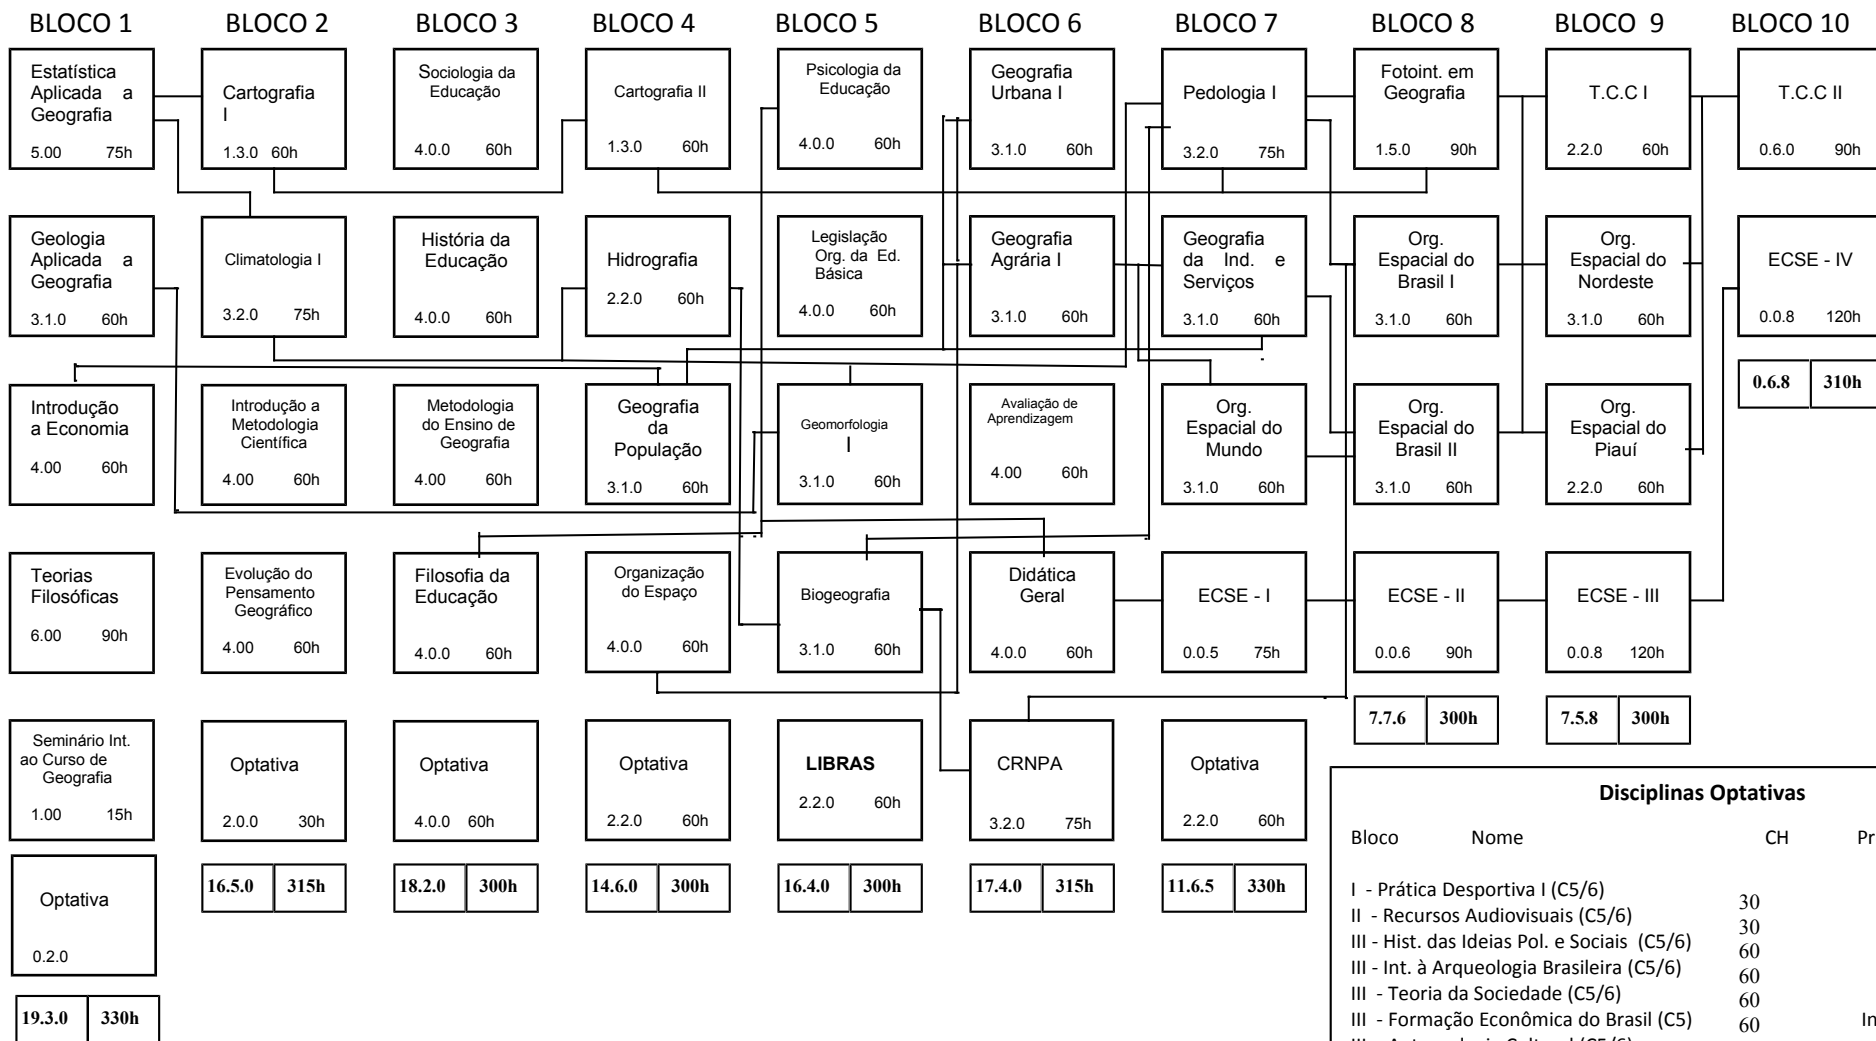 BLOCO 1 BLOCO 2 BLOCO 3 BLOCO 4 BLOCO 5 BLOCO 6 BLOCO 7 BLOCO 8 BLOCO 9 BLOCO 10
Estatística
Aplicada a
Geografia
5.00 75h
Cartografia
I
1.3.0 60h
Sociologia da
Educação
4.0.0 60h
Cartografia II
1.3.0 60h
Psicologia da
Educação
4.0.0 60h
Geografia
Urbana I
3.1.0 60h
Pedologia I
3.2.0 75h
Fotoint. em
Geografia
1.5.0 90h
T.C.C I
2.2.0 60h
T.C.C II
0.6.0 90h
Geologia
Aplicada a
Geografia
3.1.0 60h
Climatologia I
3.2.0 75h
História da
Educação
4.0.0 60h
Hidrografia
2.2.0 60h
Legislação
Org. da Ed.
Básica
4.0.0 60h
Geografia
Agrária I
3.1.0 60h
Geografia
da Ind. e
Serviços
3.1.0 60h
Org.
Espacial do
Brasil I
3.1.0 60h
Org.
Espacial do
Nordeste
3.1.0 60h
ECSE - IV
0.0.8 120h
0.6.8 310h
Introdução
a Economia
4.00 60h
Introdução a
Metodologia
Científica
4.00 60h
Metodologia
do Ensino de
Geografia
4.00 60h
Geografia
da
População
3.1.0 60h
Geomorfologia
I
3.1.0 60h
Avaliação de
Aprendizagem
4.00 60h
Org.
Espacial do
Mundo
3.1.0 60h
Org.
Espacial do
Brasil II
3.1.0 60h
Org.
Espacial do
Piauí
2.2.0 60h
Teorias
Filosóficas
6.00 90h
Evolução do
Pensamento
Geográfico
4.00 60h
Filosofia da
Educação
4.0.0 60h
Organização
do Espaço
4.0.0 60h
Biogeografia
3.1.0 60h
Didática
Geral
4.0.0 60h
ECSE - I
0.0.5 75h
ECSE - II
0.0.6 90h
ECSE - III
0.0.8 120h
7.7.6 300h
7.5.8 300h
Seminário Int.
ao Curso de
Geografia
1.00 15h
Optativa
2.0.0 30h
Optativa
4.0.0 60h
Optativa
2.2.0 60h
LIBRAS
2.2.0 60h
CRNPA
3.2.0 75h
Optativa
2.2.0 60h
16.5.0 315h
18.2.0 300h
14.6.0 300h
16.4.0 300h
17.4.0 315h
11.6.5 330h
Optativa
0.2.0
19.3.0 330h
Disciplinas Optativas
Bloco Nome CH Pr
I - Prática Desportiva I (C5/6) 30
II - Recursos Audiovisuais (C5/6) 30
III - Hist. das Ideias Pol. e Sociais (C5/6) 60
III - Int. à Arqueologia Brasileira (C5/6) 60
III - Teoria da Sociedade (C5/6) 60
III - Formação Econômica do Brasil (C5) 60 In